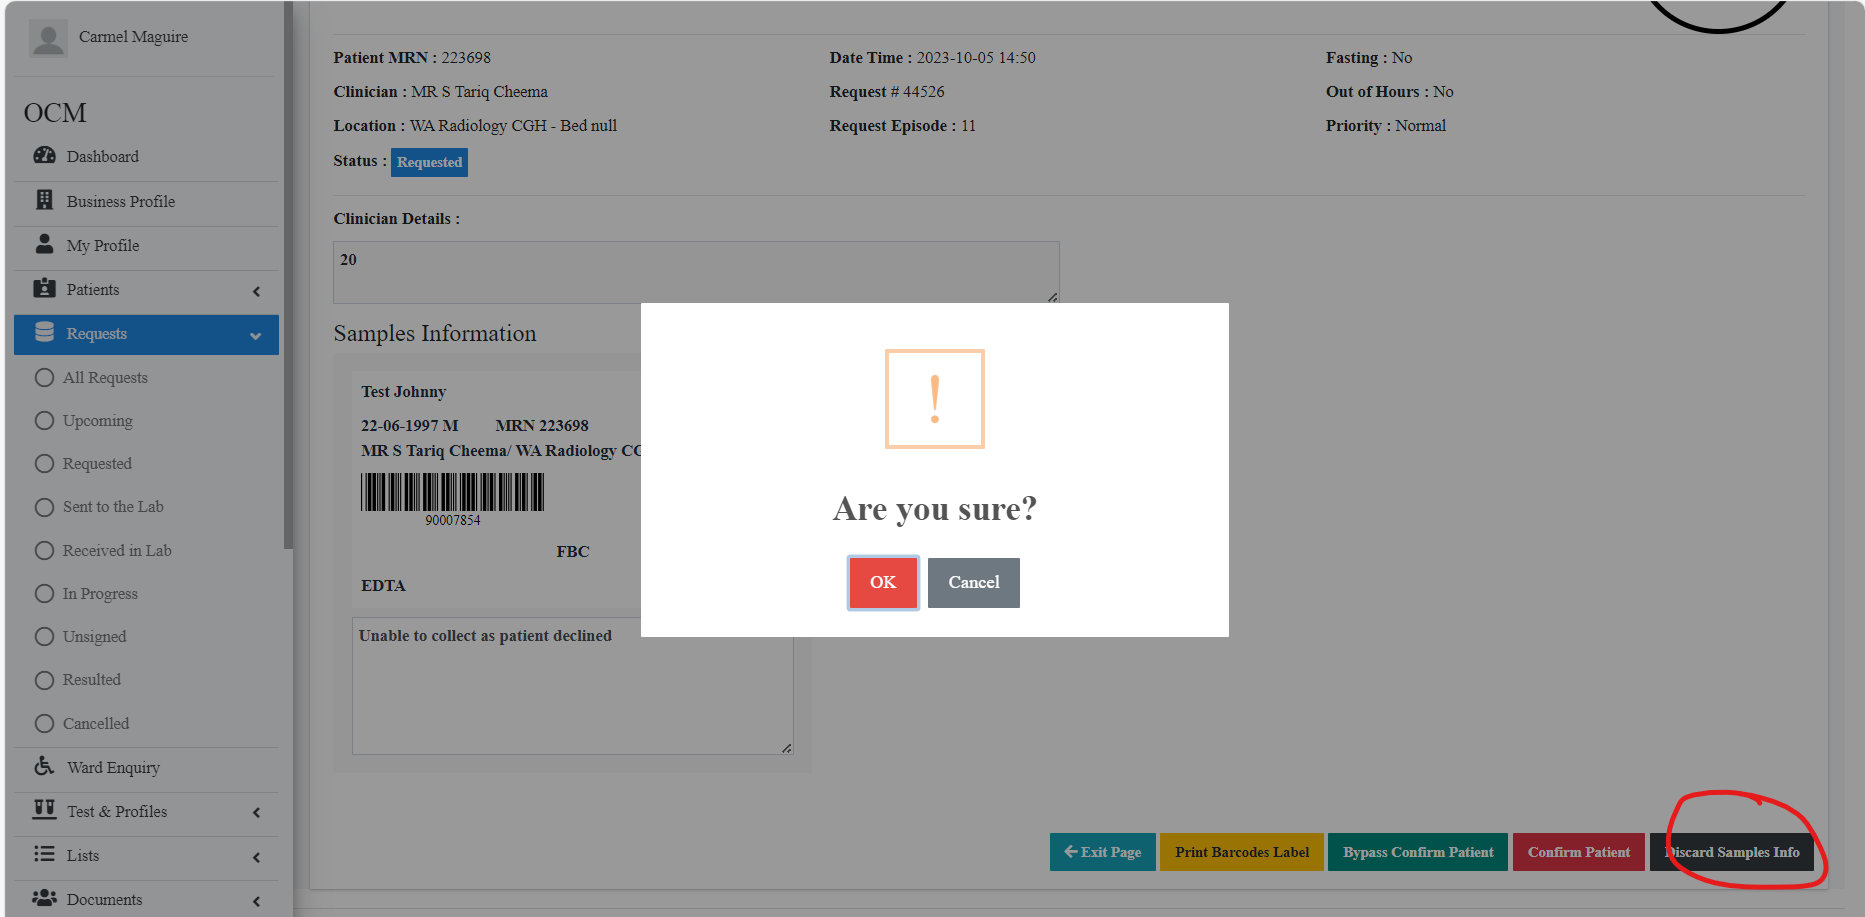 Carmel Maguire
OCM
Dashboard
Business Profile
My Profile
Patients
Requests
All Requests
Upcoming
Requested
Sent to the Lab
Received in Lab
In Progress
Unsigned
Resulted
Cancelled
Ward Enquiry
Test & Profiles
Lists
Documents
Patient MRN : 223698
Date Time : 2023-10-05 14:50
Fasting : No
Clinician : MR S Tariq Cheema
Request # 44526
Out of Hours : No
Location : WA Radiology CGH - Bed null
Request Episode : 11
Priority : Normal
Status : Requested
Clinician Details :
20
Samples Information
Test Johnny
22-06-1997 M MRN 223698
MR S Tariq Cheema/ WA Radiology CG
90007854
FBC
EDTA
Unable to collect as patient declined
!
Are you sure?
OK
Cancel
Exit Page
Print Barcodes Label
Bypass Confirm Patient
Confirm Patient
Discard Samples Info